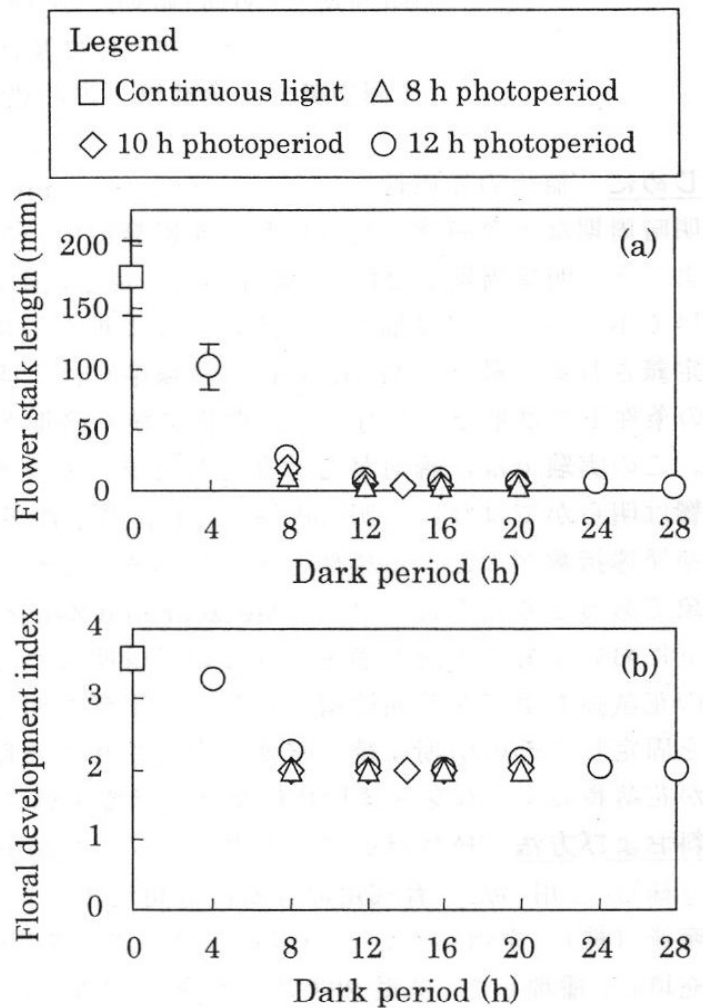 Legend
□ Continuous light △ 8 h photoperiod
◇ 10 h photoperiod ○ 12 h photoperiod
(a)
Flower stalk length (mm)
200
150
100
50
0
0 4 8 12 16 20 24 28
Dark period (h)
(b)
Floral development index
4
3
2
1
0
0 4 8 12 16 20 24 28
Dark period (h)